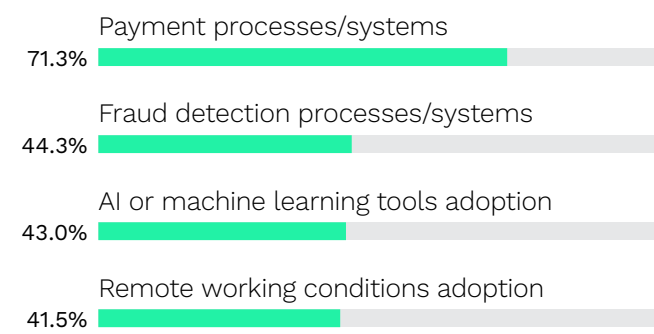 Payment processes/systems
71.3%
Fraud detection processes/systems
44.3%
AI or machine learning tools adoption
43.0%
Remote working conditions adoption
41.5%